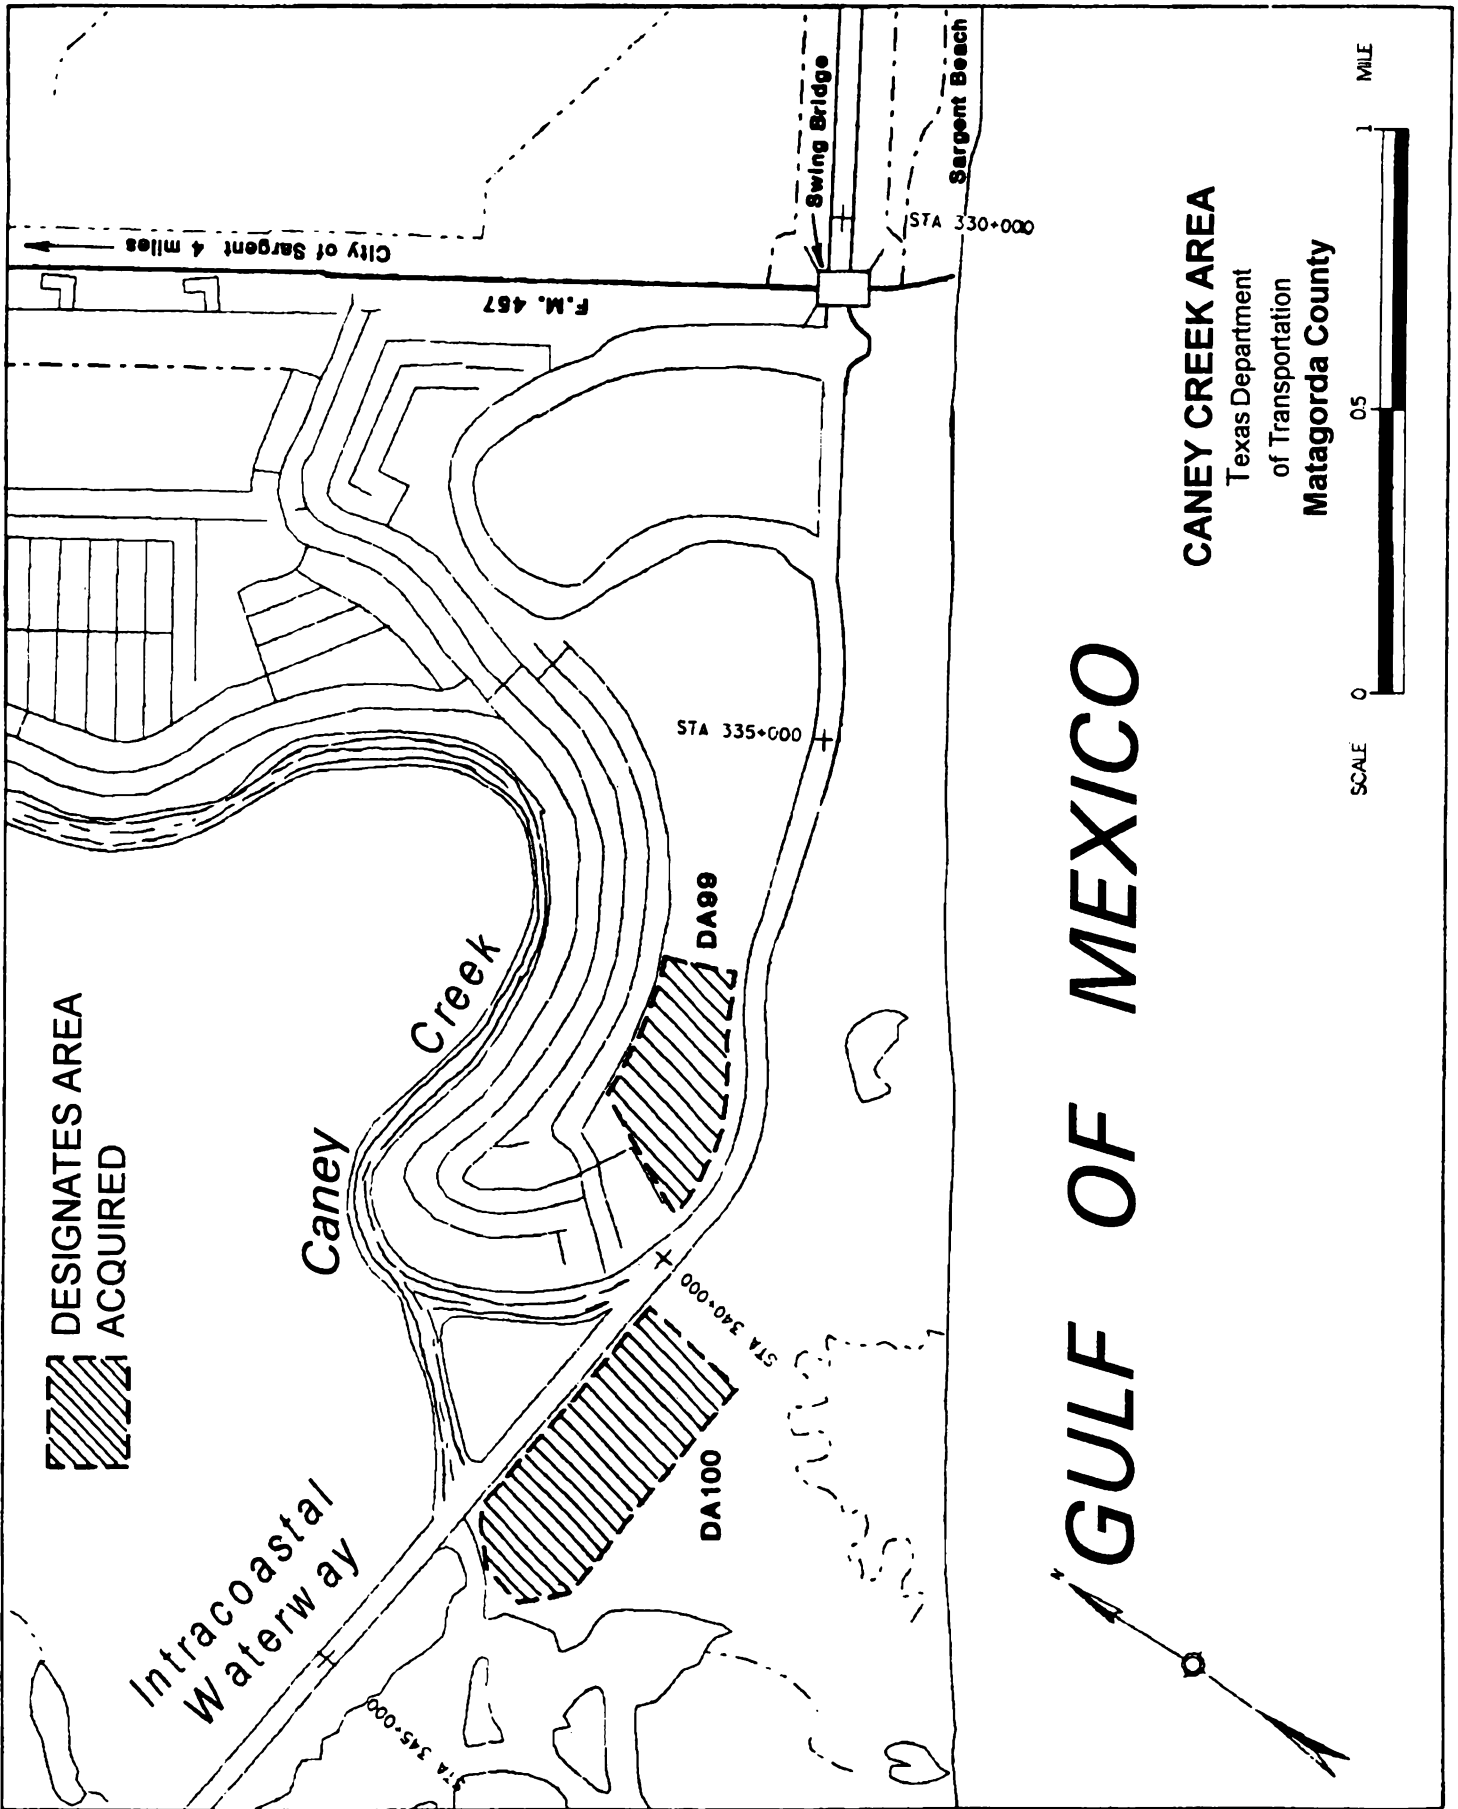 DESIGNATES AREA
ACQUIRED
Intracoastal
Waterway
Caney
Creek
City of Sargent 4 miles
F.M. 457
Swing Bridge
Sargent Beach
STA 330+000
STA 335+000
STA 340+000
STA 345+000
DA99
DA100
N
GULF OF MEXICO
CANEY CREEK AREA
Texas Department
of Transportation
Matagorda County
SCALE
0
0.5
1
MILE